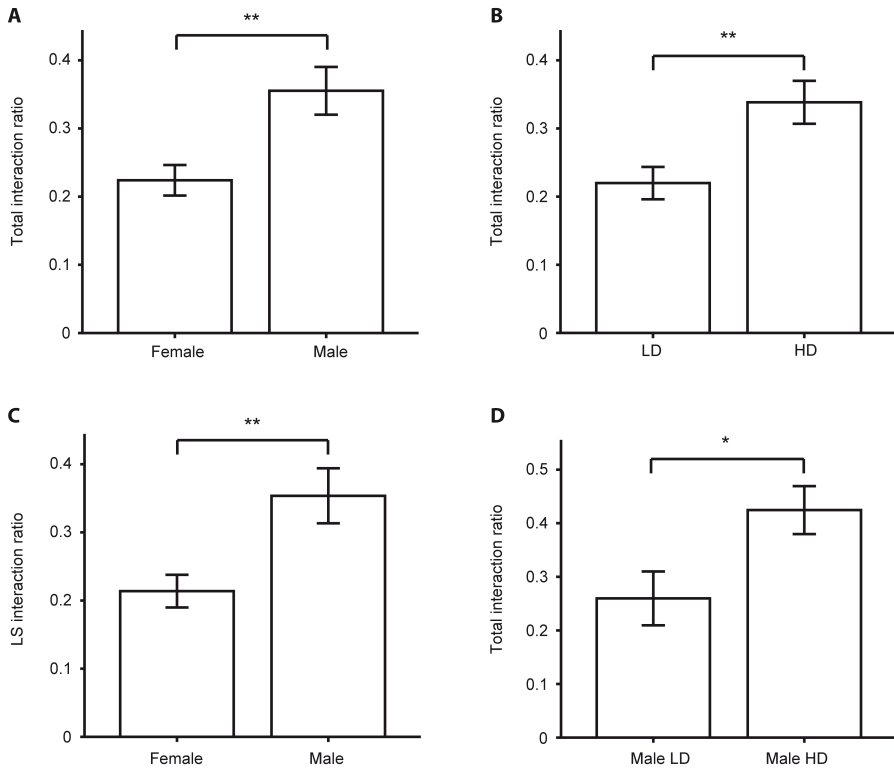 A
**
Total interaction ratio
0.4
0.3
0.2
0.1
0
Female Male
B
**
Total interaction ratio
0.4
0.3
0.2
0.1
0
LD HD
C
**
LS interaction ratio
0.4
0.3
0.2
0.1
0
Female Male
D
*
Total interaction ratio
0.5
0.4
0.3
0.2
0.1
0
Male LD Male HD